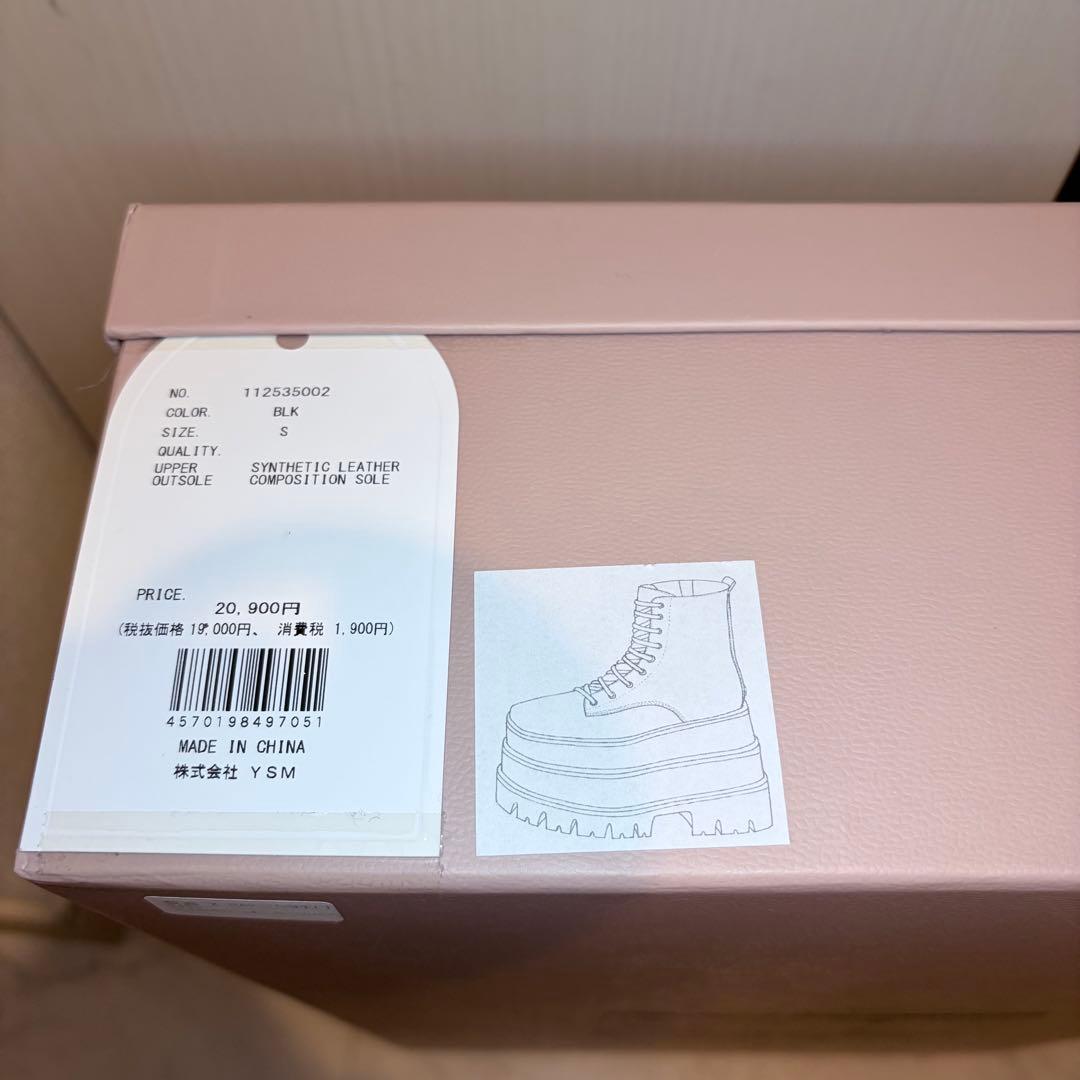 NO. 112535002
COLOR. BLK
SIZE. S
QUALITY.
UPPER SYNTHETIC LEATHER
OUTSOLE COMPOSITION SOLE
PRICE.
20,900円
(税抜価格 19,000円、 消費税 1,900円)
4570198497051
MADE IN CHINA
株式会社 YSM